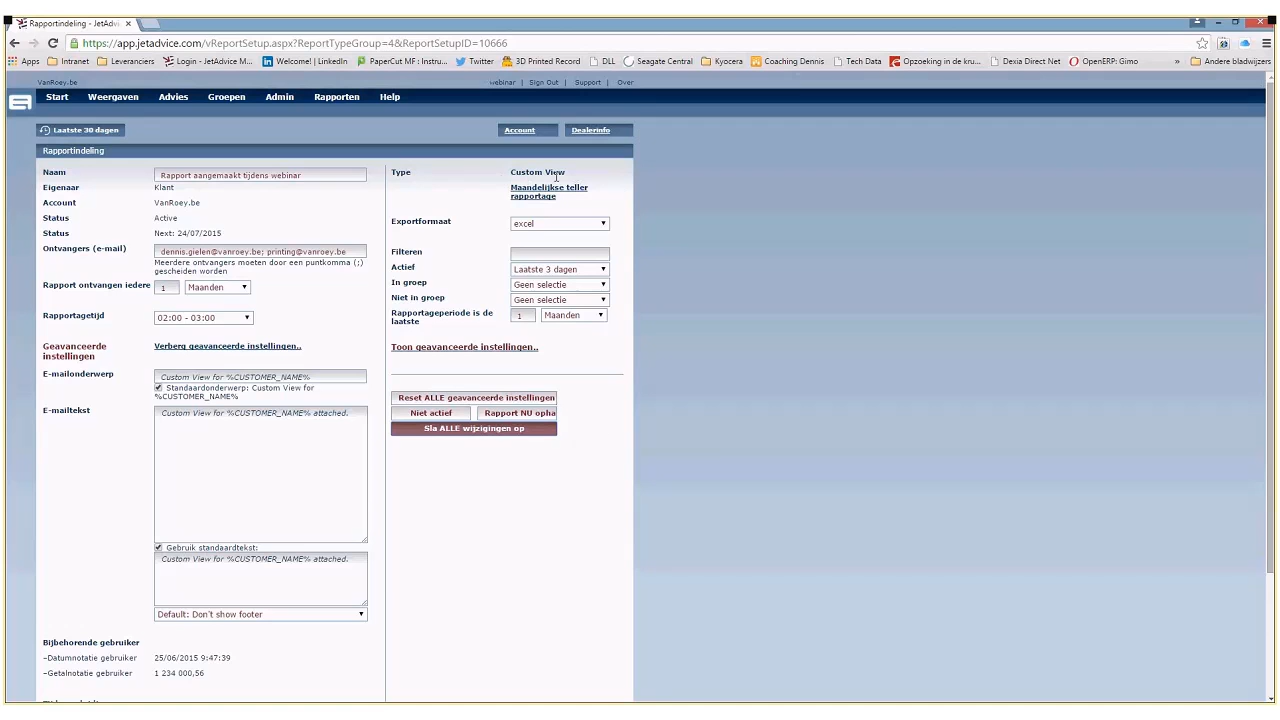 Rapportindeling - JetAdvi
https://app.jetadvice.com/vReportSetup.aspx?ReportTypeGroup=4&ReportSetupID=10666
Apps Intranet Leveranciers Login - JetAdvice M... Welcome! | LinkedIn PaperCut MF : Instru... Twitter 3D Printed Record DLL Seagate Central Kyocera Coaching Dennis Tech Data Opzoeking in de kru... Dexia Direct Net OpenERP: Gimo » Andere bladwijzers
VanRoey.be webinar | Sign Out | Support | Over
Start Weergaven Advies Groepen Admin Rapporten Help
Laatste 30 dagen Account Dealerinfo
Rapportindeling
Naam Rapport aangemaakt tijdens webinar
Eigenaar Klant
Account VanRoey.be
Status Active
Status Next: 24/07/2015
Ontvangers (e-mail) dennis.gielen@vanroey.be; printing@vanroey.be
Meerdere ontvangers moeten door een puntkomma (;)
gescheiden worden
Rapport ontvangen iedere 1 Maanden
Rapportagetijd 02:00 - 03:00
Geavanceerde
instellingen
Verberg geavanceerde instellingen..
E-mailonderwerp Custom View for %CUSTOMER_NAME%
Standaardonderwerp: Custom View for
%CUSTOMER_NAME%
E-mailtekst Custom View for %CUSTOMER_NAME% attached.
Gebruik standaardtekst:
Custom View for %CUSTOMER_NAME% attached.
Default: Don't show footer
Bijbehorende gebruiker
-Datumnotatie gebruiker 25/06/2015 9:47:39
-Getalnotatie gebruiker 1 234 000,56
Type Custom View
Maandelijkse teller
rapportage
Exportformaat excel
Filteren
Actief Laatste 3 dagen
In groep Geen selectie
Niet in groep Geen selectie
Rapportageperiode is de
laatste
1 Maanden
Toon geavanceerde instellingen..
Reset ALLE geavanceerde instellingen
Niet actief Rapport NU opha
Sla ALLE wijzigingen op